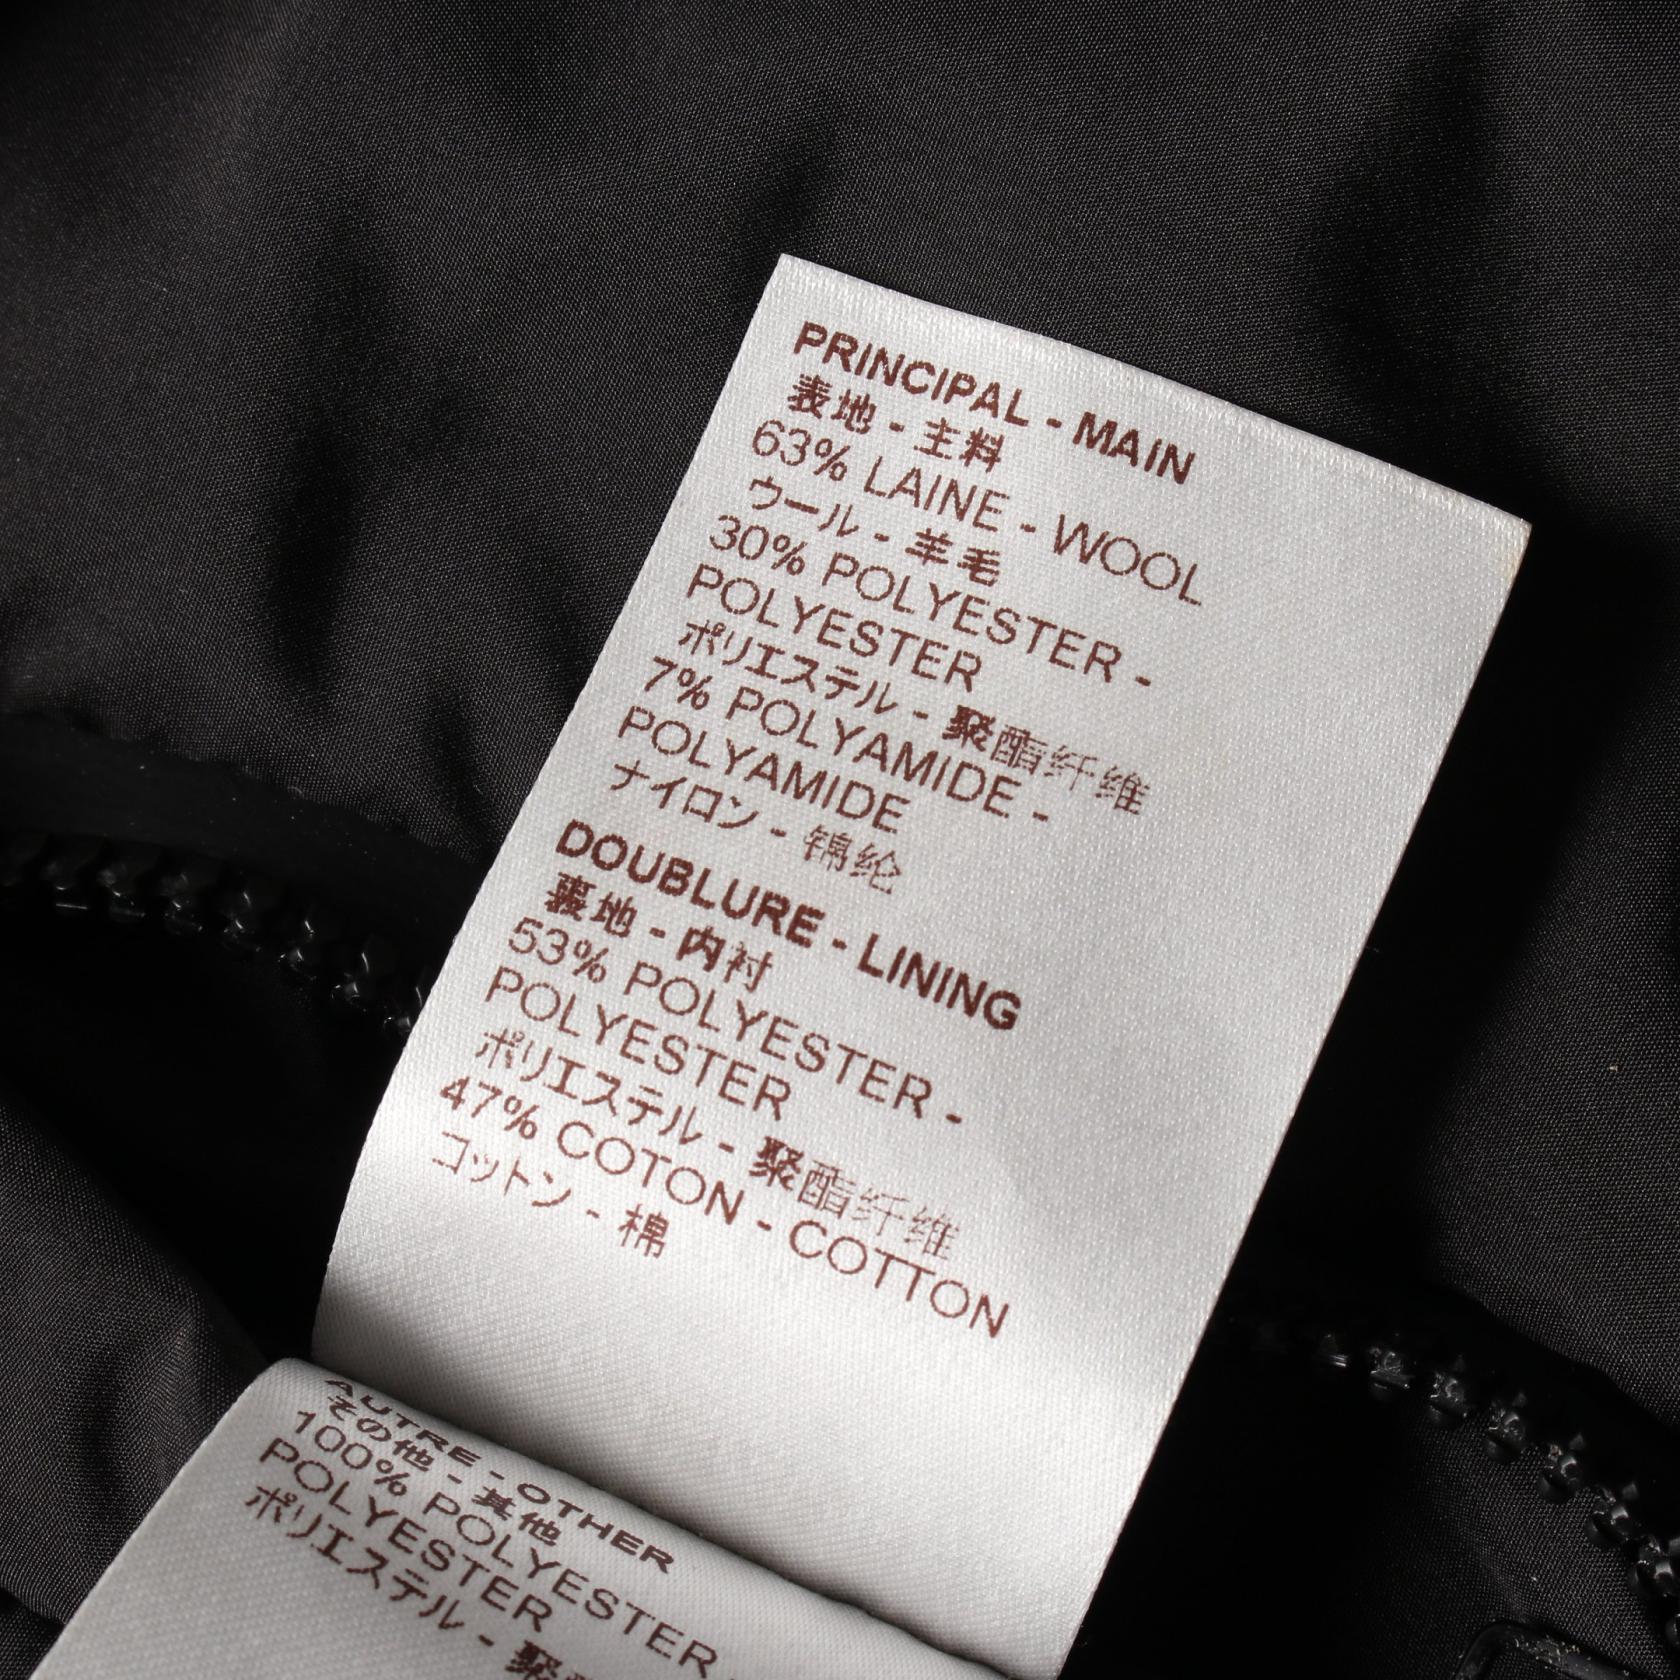 PRINCIPAL - MAIN
表地 - 主料
63% LAINE - WOOL
ウール - 羊毛
30% POLYESTER -
POLYESTER
ポリエステル - 聚酯纤维
7% POLYAMIDE -
POLYAMIDE
ナイロン - 锦纶
DOUBLURE - LINING
裏地 - 内衬
53% POLYESTER -
POLYESTER
ポリエステル - 聚酯纤维
47% COTON - COTTON
コットン - 棉
AUTRE - OTHER
その他 - 其他
100% POLYESTER -
POLYESTER
ポリエステル - 聚